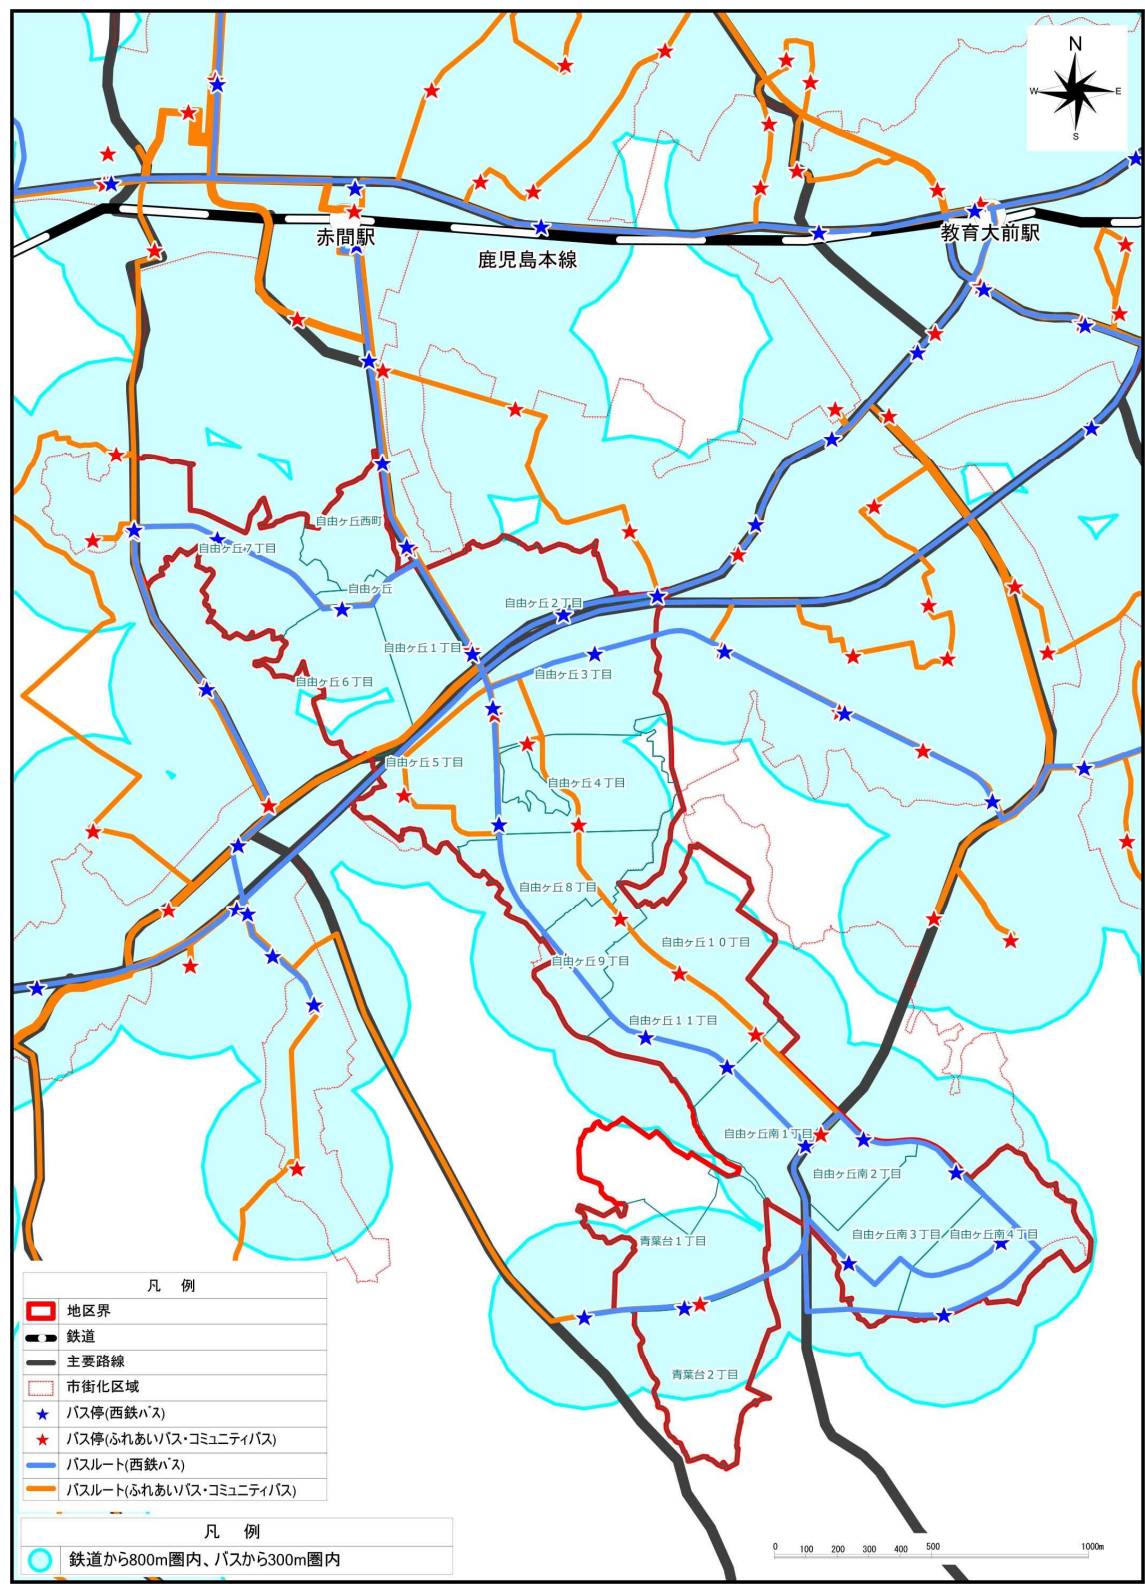 N
W
E
S
赤間駅
鹿児島本線
教育大前駅
自由ヶ丘西町
自由ヶ丘7丁目
自由ヶ丘
自由ヶ丘2丁目
自由ヶ丘1丁目
自由ヶ丘3丁目
自由ヶ丘6丁目
自由ヶ丘5丁目
自由ヶ丘4丁目
自由ヶ丘8丁目
自由ヶ丘10丁目
自由ヶ丘9丁目
自由ヶ丘11丁目
自由ヶ丘南1丁目
自由ヶ丘南2丁目
自由ヶ丘南3丁目
自由ヶ丘南4丁目
青葉台1丁目
青葉台2丁目
凡 例
地区界
鉄道
主要路線
市街化区域
バス停(西鉄バス)
バス停(ふれあいバス・コミュニティバス)
バスルート(西鉄バス)
バスルート(ふれあいバス・コミュニティバス)
凡 例
鉄道から800m圏内、バスから300m圏内
0 100 200 300 400 500 1000m